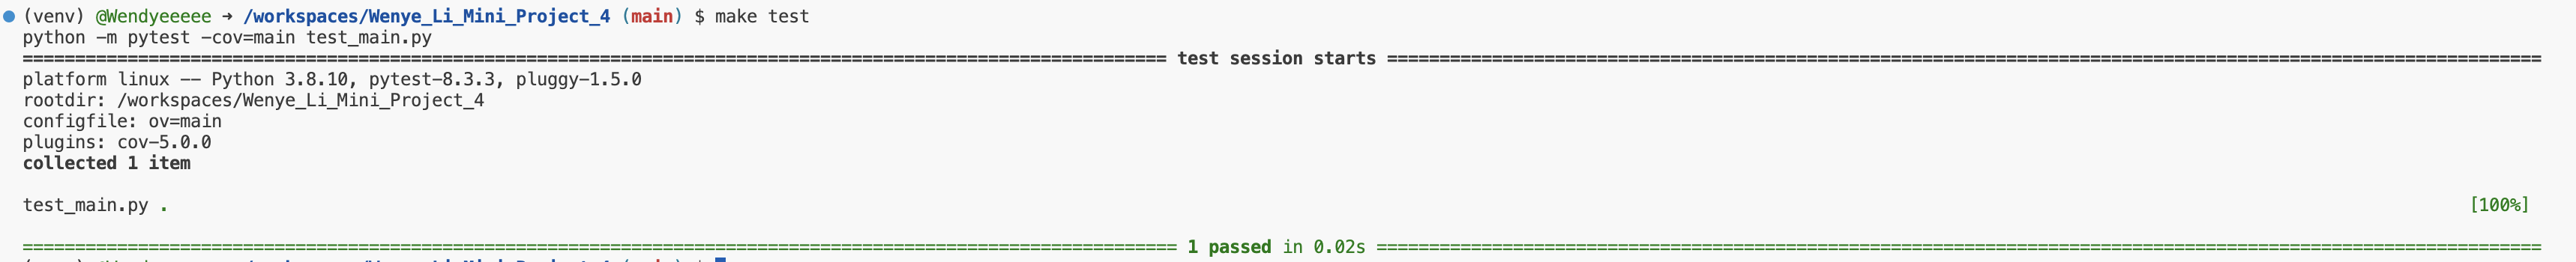 (venv) @Wendyeeeee → /workspaces/Wenye_Li_Mini_Project_4 (main) $ make test
python -m pytest -cov=main test_main.py
test session starts
platform linux -- Python 3.8.10, pytest-8.3.3, pluggy-1.5.0
rootdir: /workspaces/Wenye_Li_Mini_Project_4
configfile: ov=main
plugins: cov-5.0.0
collected 1 item
test_main.py . [100%]
1 passed in 0.02s